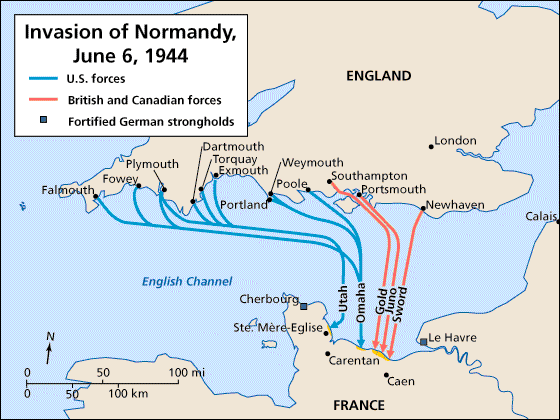 Invasion of Normandy,
June 6, 1944
U.S. forces
British and Canadian forces
Fortified German strongholds
ENGLAND
London
Dartmouth
Torquay
Exmouth
Plymouth
Weymouth
Fowey
Falmouth
Poole
Southampton
Portsmouth
Portland
Newhaven
Calais
English Channel
Utah
Omaha
Gold
Juno
Sword
Cherbourg
Ste. Mère-Eglise
Le Havre
Carentan
Caen
N
0 50 100 mi
0 50 100 km
FRANCE